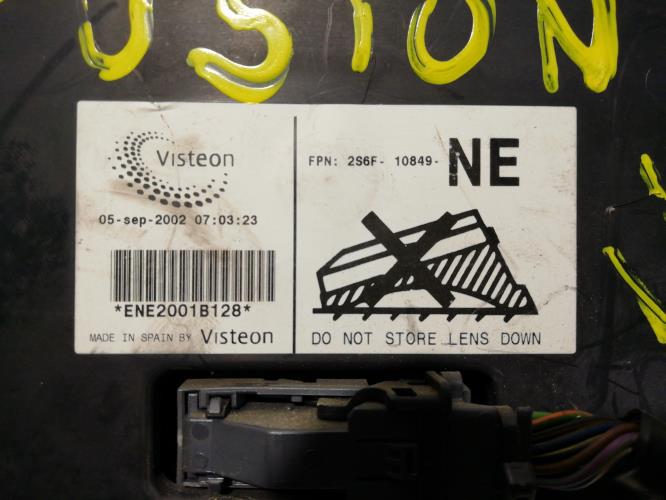 USION
Visteon
05-sep-2002 07:03:23
*ENE2001B128*
MADE IN SPAIN BY Visteon
FPN: 2S6F- 10849- NE
DO NOT STORE LENS DOWN